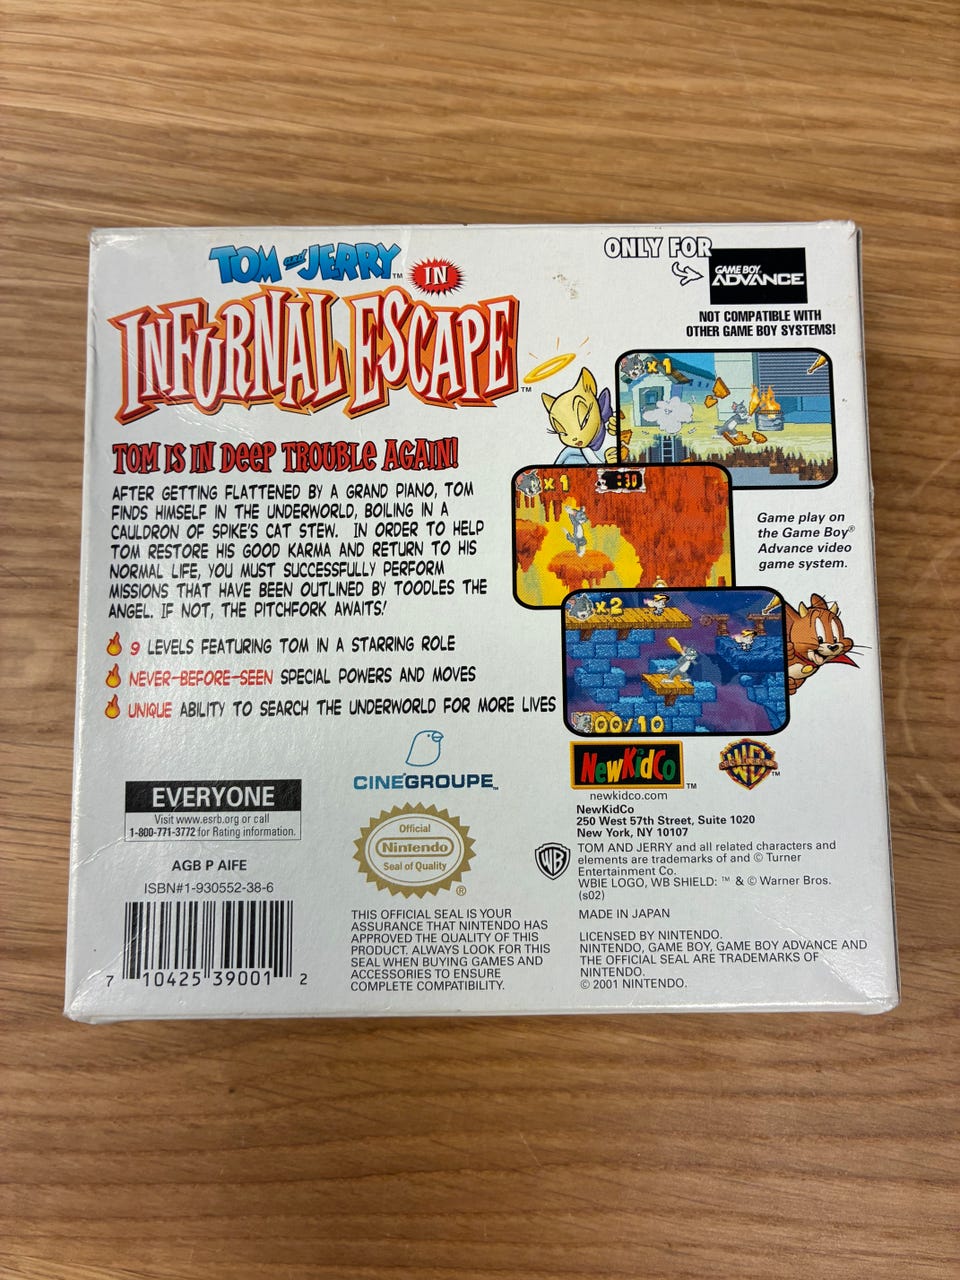 TOM and JERRY™ IN
INFURNAL ESCAPE™
ONLY FOR
GAME BOY ADVANCE
NOT COMPATIBLE WITH
OTHER GAME BOY SYSTEMS!
TOM IS IN DEEP TROUBLE AGAIN!
AFTER GETTING FLATTENED BY A GRAND PIANO, TOM
FINDS HIMSELF IN THE UNDERWORLD, BOILING IN A
CAULDRON OF SPIKE'S CAT STEW. IN ORDER TO HELP
TOM RESTORE HIS GOOD KARMA AND RETURN TO HIS
NORMAL LIFE, YOU MUST SUCCESSFULLY PERFORM
MISSIONS THAT HAVE BEEN OUTLINED BY TOODLES THE
ANGEL. IF NOT, THE PITCHFORK AWAITS!
9 LEVELS FEATURING TOM IN A STARRING ROLE
NEVER-BEFORE-SEEN SPECIAL POWERS AND MOVES
UNIQUE ABILITY TO SEARCH THE UNDERWORLD FOR MORE LIVES
x1
x1
:30
x2
00/10
Game play on
the Game Boy®
Advance video
game system.
CINÉGROUPE™
NewKidCo™
newkidco.com
NewKidCo
250 West 57th Street, Suite 1020
New York, NY 10107
WB
TOM AND JERRY and all related characters and
elements are trademarks of and © Turner
Entertainment Co.
WBIE LOGO, WB SHIELD: ™ & © Warner Bros.
(s02)
MADE IN JAPAN
LICENSED BY NINTENDO.
NINTENDO, GAME BOY, GAME BOY ADVANCE AND
THE OFFICIAL SEAL ARE TRADEMARKS OF
NINTENDO.
© 2001 NINTENDO.
EVERYONE
Visit www.esrb.org or call
1-800-771-3772 for Rating information.
AGB P AIFE
ISBN#1-930552-38-6
7 10425 39001 2
Official
Nintendo
Seal of Quality
®
THIS OFFICIAL SEAL IS YOUR
ASSURANCE THAT NINTENDO HAS
APPROVED THE QUALITY OF THIS
PRODUCT. ALWAYS LOOK FOR THIS
SEAL WHEN BUYING GAMES AND
ACCESSORIES TO ENSURE
COMPLETE COMPATIBILITY.